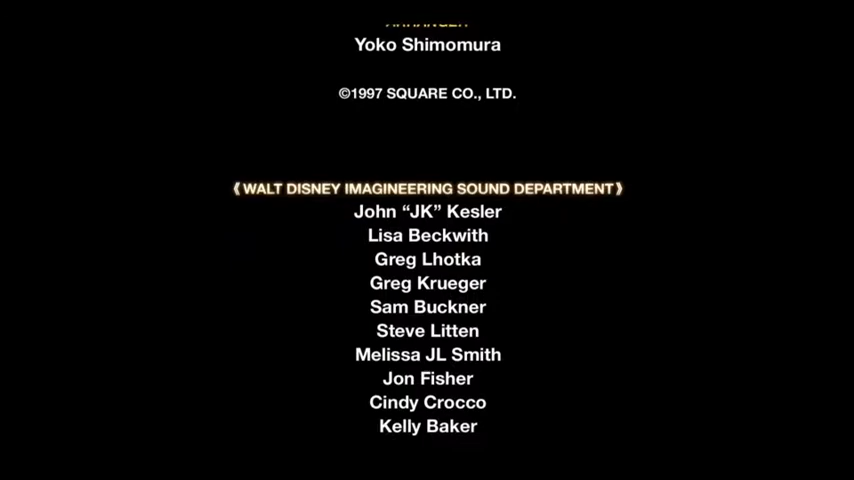 Yoko Shimomura
©1997 SQUARE CO., LTD.
《WALT DISNEY IMAGINEERING SOUND DEPARTMENT》
John “JK” Kesler
Lisa Beckwith
Greg Lhotka
Greg Krueger
Sam Buckner
Steve Litten
Melissa JL Smith
Jon Fisher
Cindy Crocco
Kelly Baker